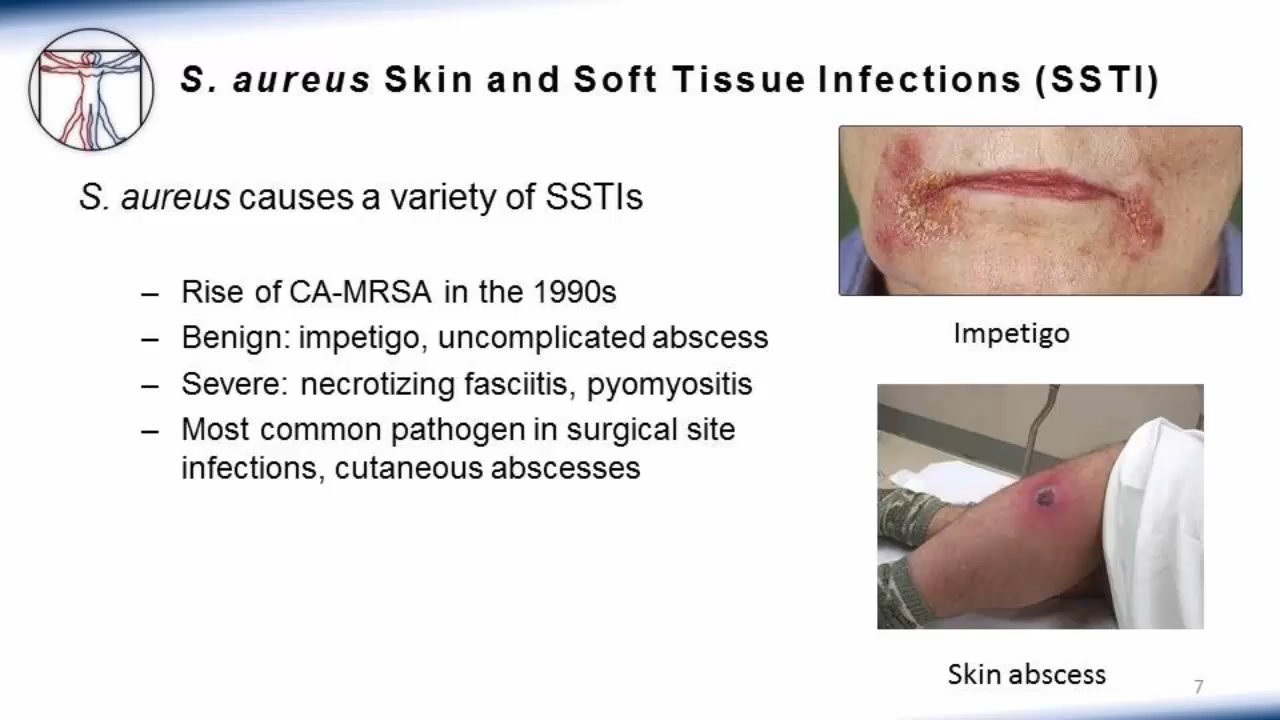 S. aureus Skin and Soft Tissue Infections (SSTI)
S. aureus causes a variety of SSTIs
– Rise of CA-MRSA in the 1990s
– Benign: impetigo, uncomplicated abscess
– Severe: necrotizing fasciitis, pyomyositis
– Most common pathogen in surgical site
infections, cutaneous abscesses
Impetigo
Skin abscess
7